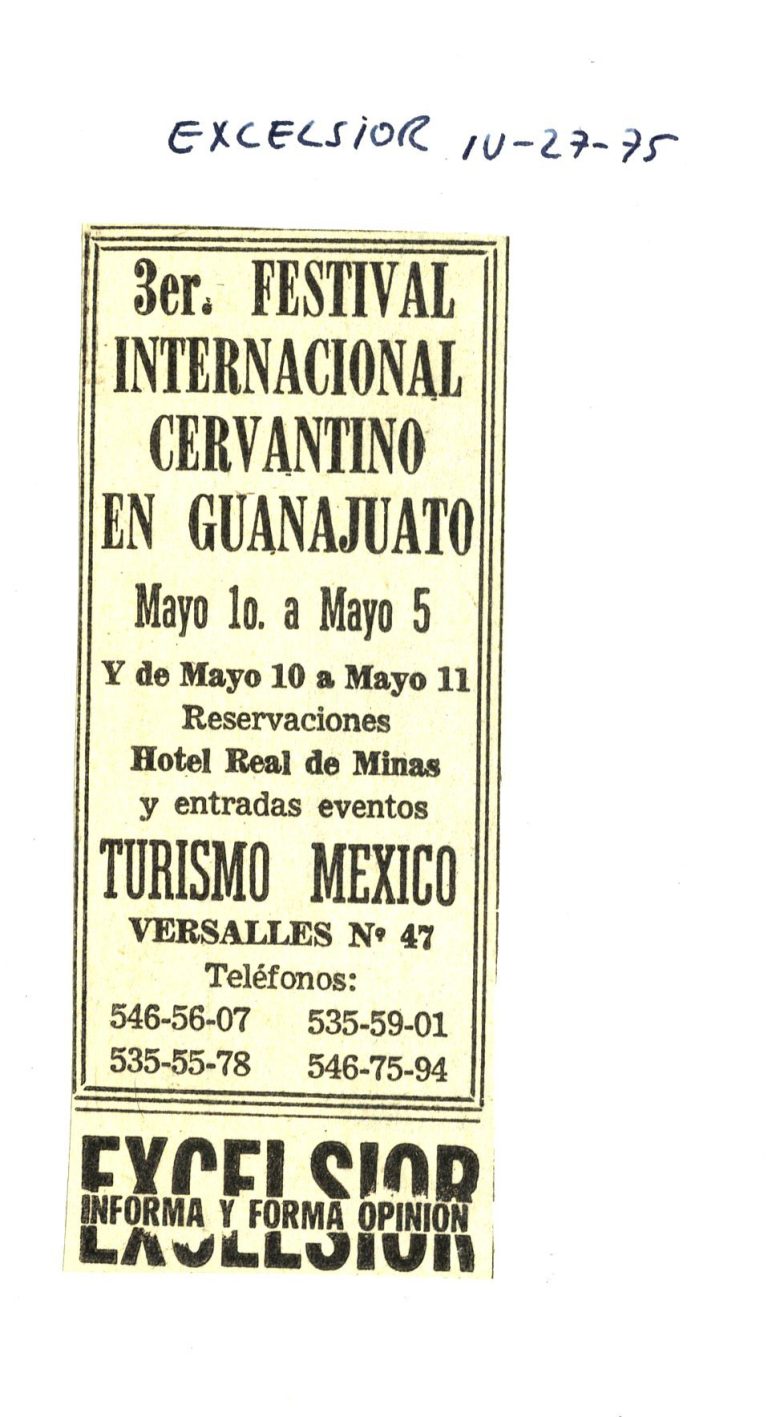 EXCELSIOR IV-27-75
3er. FESTIVAL
INTERNACIONAL
CERVANTINO
EN GUANAJUATO
Mayo 1o. a Mayo 5
Y de Mayo 10 a Mayo 11
Reservaciones
Hotel Real de Minas
y entradas eventos
TURISMO MEXICO
VERSALLES Nº 47
Teléfonos:
546-56-07 535-59-01
535-55-78 546-75-94
EXCELSIOR
INFORMA Y FORMA OPINION